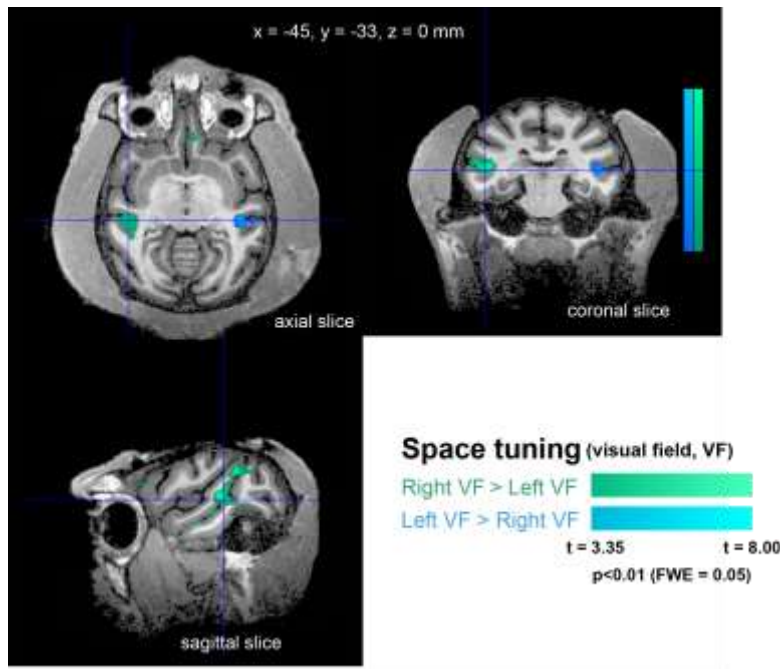 x = -45, y = -33, z = 0 mm
axial slice
coronal slice
sagittal slice
Space tuning (visual field, VF)
Right VF > Left VF
Left VF > Right VF
t = 3.35 t = 8.00
p<0.01 (FWE = 0.05)